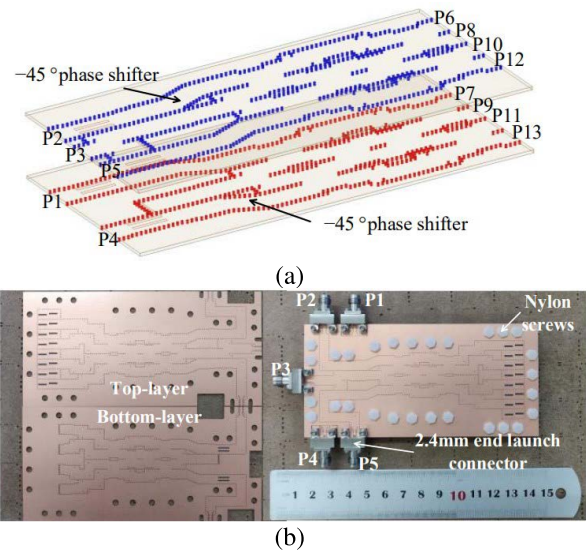 P6
P8
P10
P12
−45 °phase shifter
P2
P3
P5
P7
P9
P11
P13
P1
P4
−45 °phase shifter
(a)
P2 P1
Nylon
screws
P3
Top-layer
Bottom-layer
P4 P5
2.4mm end launch
connector
1 2 3 4 5 6 7 8 9 10 11 12 13 14 15
(b)